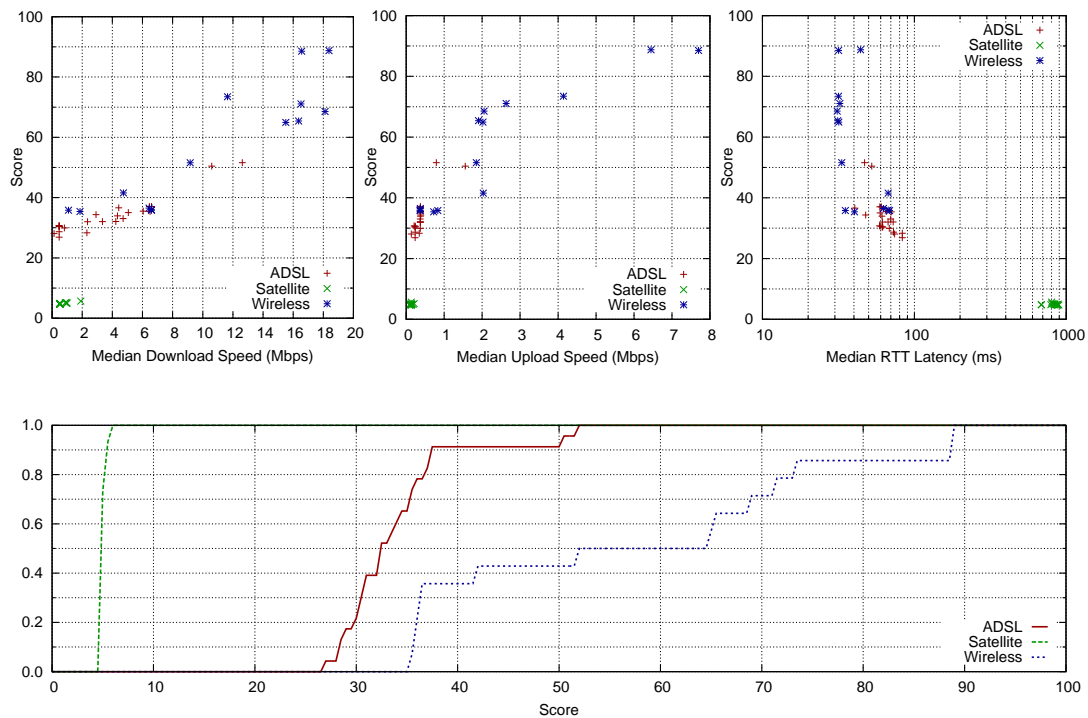 100
80
60
40
20
0
Score
0 2 4 6 8 10 12 14 16 18 20
Median Download Speed (Mbps)
ADSL
Satellite
Wireless
100
80
60
40
20
0
Score
0 1 2 3 4 5 6 7 8
Median Upload Speed (Mbps)
ADSL
Satellite
Wireless
100
80
60
40
20
0
Score
10 100 1000
Median RTT Latency (ms)
ADSL
Satellite
Wireless
1.0
0.8
0.6
0.4
0.2
0.0
0 10 20 30 40 50 60 70 80 90 100
Score
ADSL
Satellite
Wireless